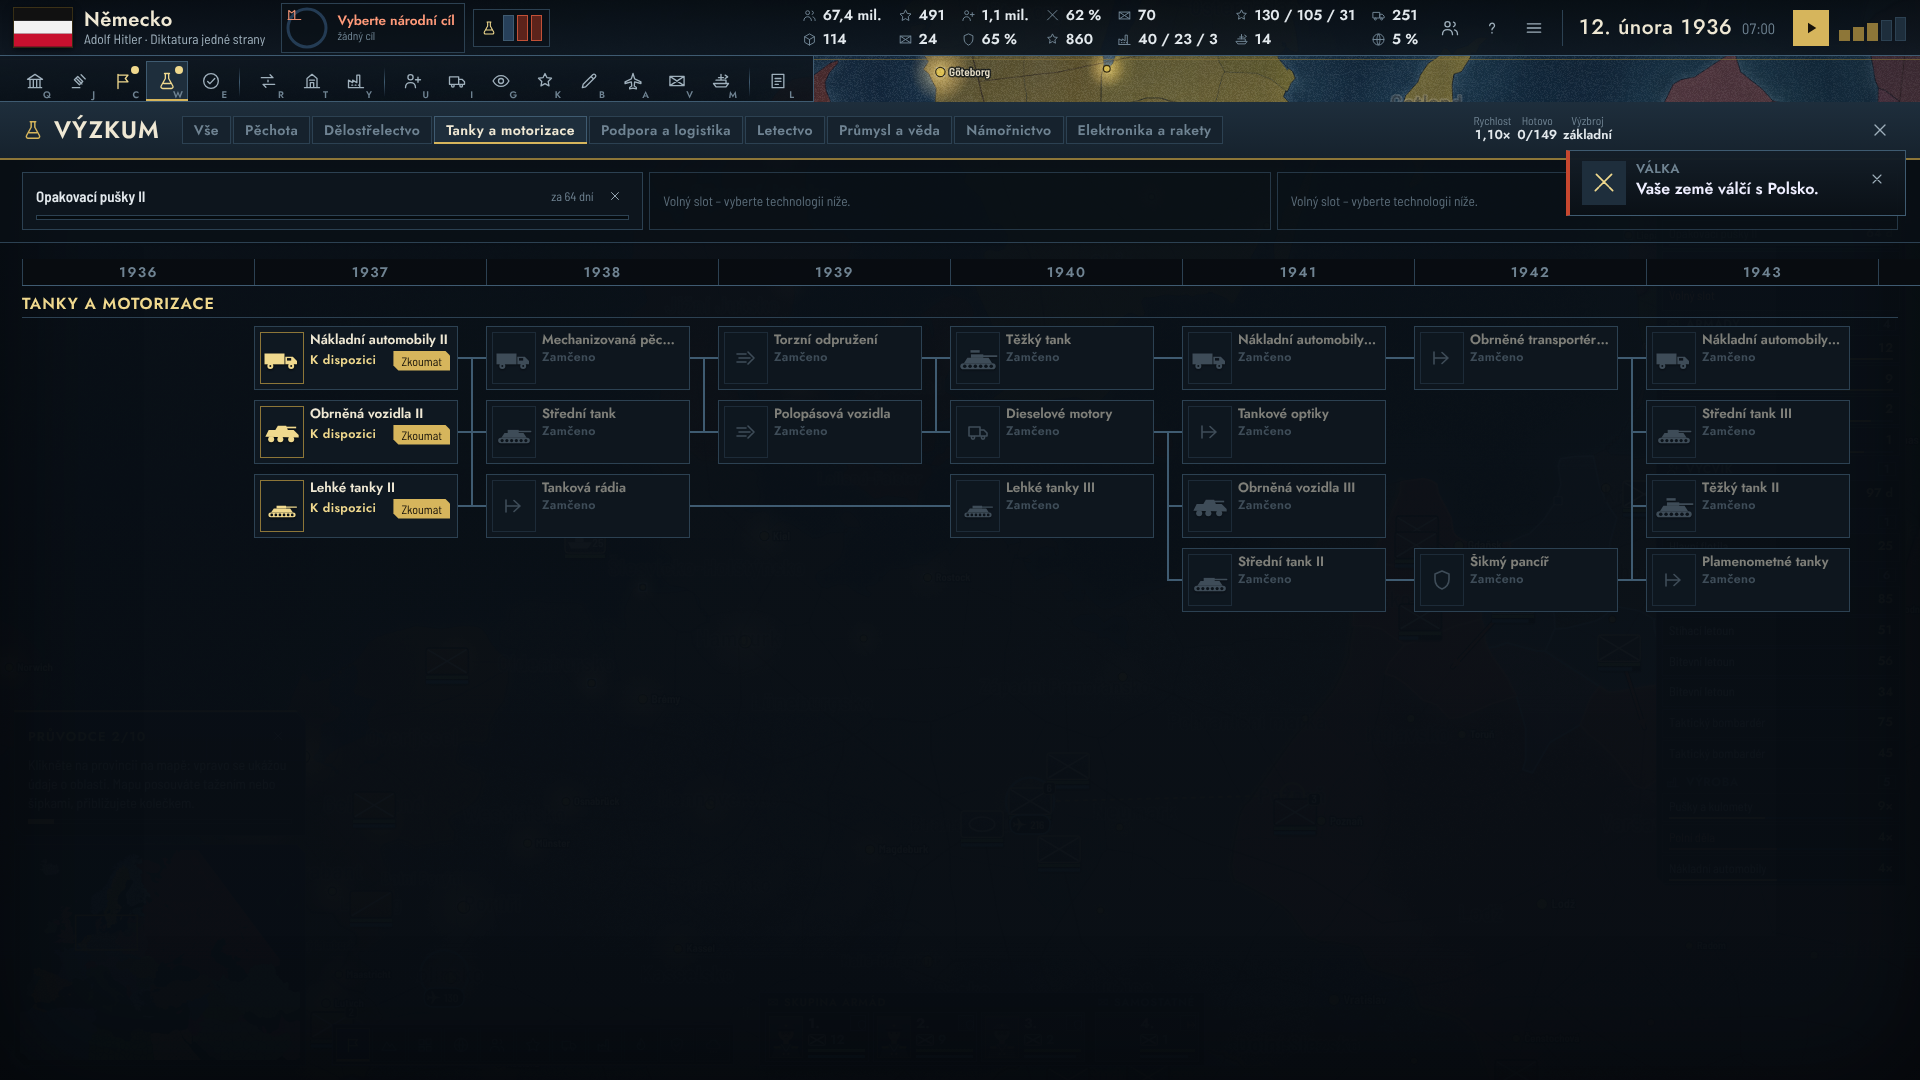 Německo
Adolf Hitler · Diktatura jedné strany
Vyberte národní cíl
žádný cíl
67,4 mil. 491 1,1 mil. 62 % 70 130 / 105 / 31 251
114 24 65 % 860 40 / 23 / 3 14 5 %
?
12. února 1936 07:00
Q J C W E R T Y U I G K B A V M L
Göteborg
VÝZKUM
Vše Pěchota Dělostřelectvo Tanky a motorizace Podpora a logistika Letectvo Průmysl a věda Námořnictvo Elektronika a rakety
Rychlost Hotovo Výzbroj
1,10× 0/149 základní
VÁLKA
Vaše země válčí s Polsko.
Opakovací pušky II za 64 dní
Volný slot – vyberte technologii níže.
Volný slot – vyberte technologii níže.
1936 1937 1938 1939 1940 1941 1942 1943
TANKY A MOTORIZACE
Nákladní automobily II
K dispozici Zkoumat
Mechanizovaná pěc...
Zamčeno
Torzní odpružení
Zamčeno
Těžký tank
Zamčeno
Nákladní automobily...
Zamčeno
Obrněné transportér...
Zamčeno
Nákladní automobily...
Zamčeno
Obrněná vozidla II
K dispozici Zkoumat
Střední tank
Zamčeno
Polopásová vozidla
Zamčeno
Dieselové motory
Zamčeno
Tankové optiky
Zamčeno
Střední tank III
Zamčeno
Lehké tanky II
K dispozici Zkoumat
Tanková rádia
Zamčeno
Lehké tanky III
Zamčeno
Obrněná vozidla III
Zamčeno
Těžký tank II
Zamčeno
Střední tank II
Zamčeno
Šikmý pancíř
Zamčeno
Plamenometné tanky
Zamčeno